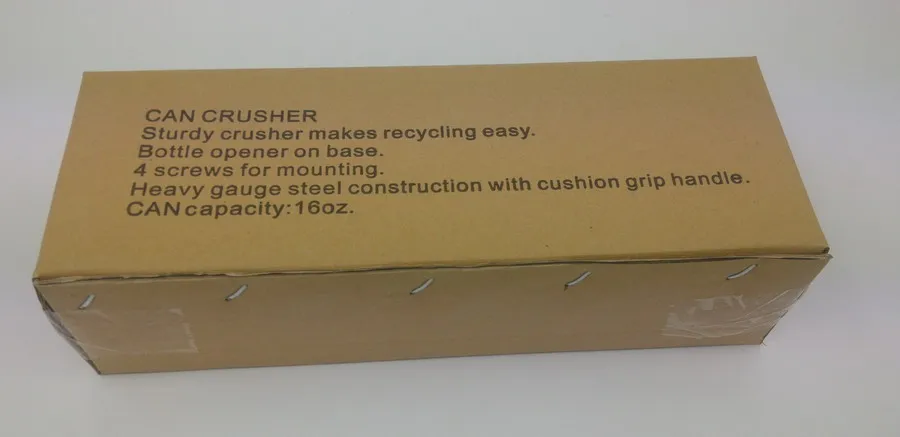 CAN CRUSHER
Sturdy crusher makes recycling easy.
Bottle opener on base.
4 screws for mounting.
Heavy gauge steel construction with cushion grip handle.
CAN capacity:16oz.